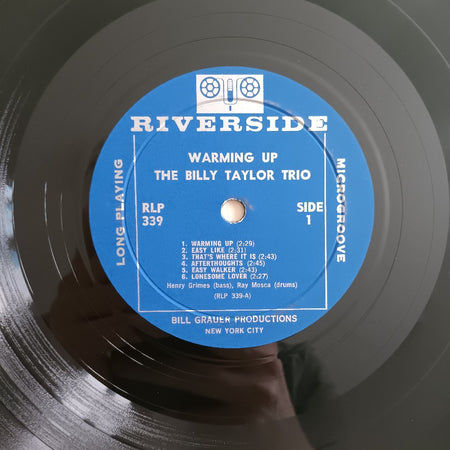 RIVERSIDE
WARMING UP
THE BILLY TAYLOR TRIO
LONG PLAYING
MICROGROOVE
RLP
339
SIDE
1
1. WARMING UP (2:29)
2. EASY LIKE (2:31)
3. THAT'S WHERE IT IS (2:43)
4. AFTERTHOUGHTS (2:45)
5. EASY WALKER (2:43)
6. LONESOME LOVER (2:27)
Henry Grimes (bass), Ray Mosca (drums)
(RLP 339-A)
BILL GRAUER PRODUCTIONS
NEW YORK CITY